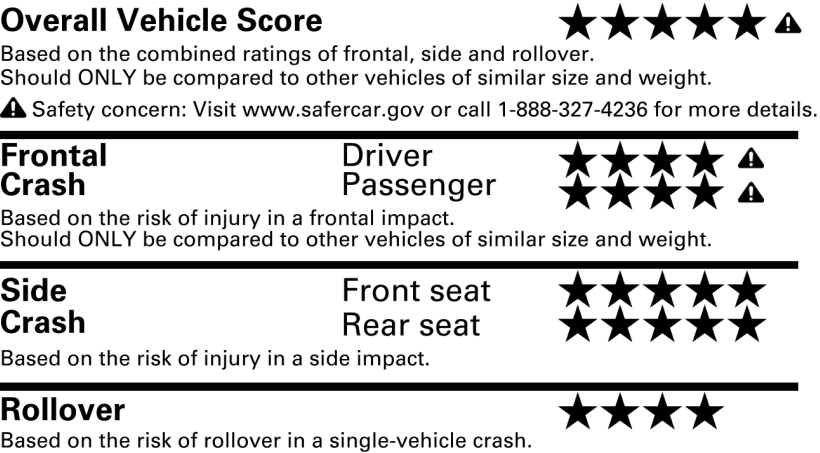 Overall Vehicle Score ★★★★★ ⚠
Based on the combined ratings of frontal, side and rollover.
Should ONLY be compared to other vehicles of similar size and weight.
⚠ Safety concern: Visit www.safercar.gov or call 1-888-327-4236 for more details.
Frontal Driver ★★★★ ⚠
Crash Passenger ★★★★ ⚠
Based on the risk of injury in a frontal impact.
Should ONLY be compared to other vehicles of similar size and weight.
Side Front seat ★★★★★
Crash Rear seat ★★★★★
Based on the risk of injury in a side impact.
Rollover ★★★★
Based on the risk of rollover in a single-vehicle crash.